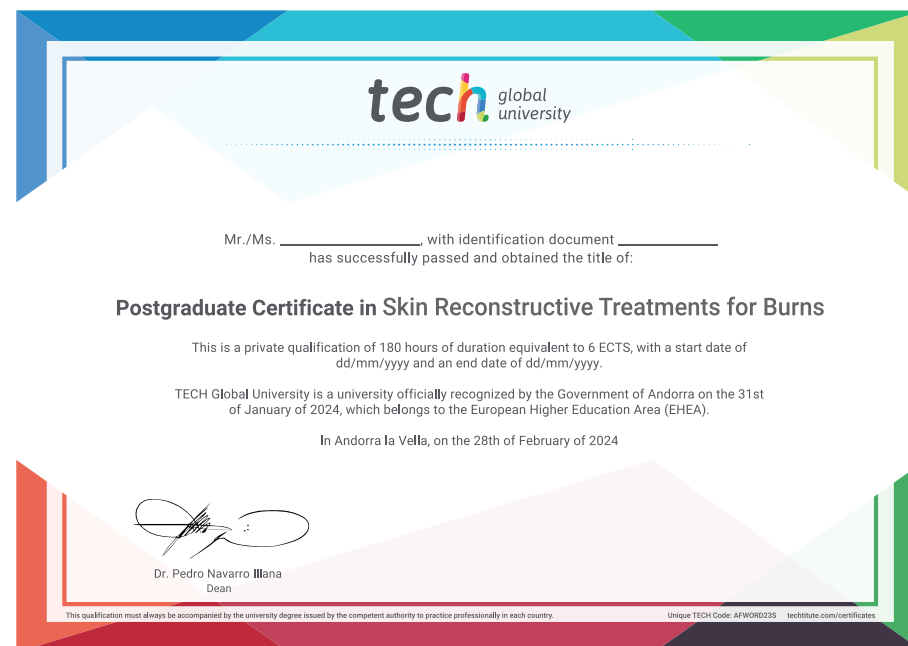 tech global university
Mr./Ms. ____________, with identification document ____________
has successfully passed and obtained the title of:
Postgraduate Certificate in Skin Reconstructive Treatments for Burns
This is a private qualification of 180 hours of duration equivalent to 6 ECTS, with a start date of
dd/mm/yyyy and an end date of dd/mm/yyyy.
TECH Global University is a university officially recognized by the Government of Andorra on the 31st
of January of 2024, which belongs to the European Higher Education Area (EHEA).
In Andorra la Vella, on the 28th of February of 2024
Dr. Pedro Navarro Illana
Dean
This qualification must always be accompanied by the university degree issued by the competent authority to practice professionally in each country.
Unique TECH Code: AFWORD23S techtitute.com/certificates